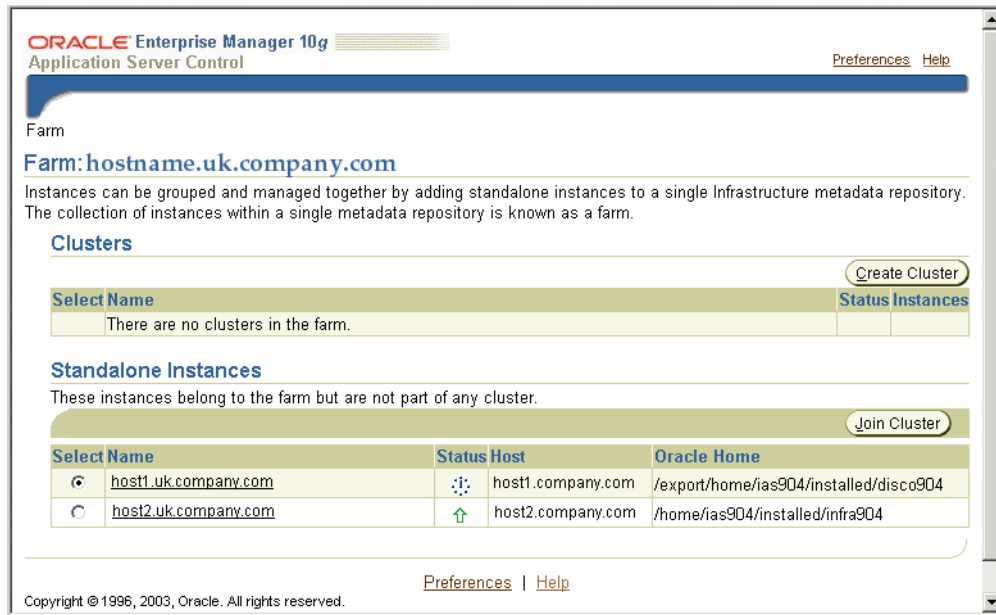 ORACLE Enterprise Manager 10g
Application Server Control
Preferences Help
Farm
Farm: hostname.uk.company.com
Instances can be grouped and managed together by adding standalone instances to a single Infrastructure metadata repository.
The collection of instances within a single metadata repository is known as a farm.
Clusters
Create Cluster
Select Name Status Instances
There are no clusters in the farm.
Standalone Instances
These instances belong to the farm but are not part of any cluster.
Join Cluster
Select Name Status Host Oracle Home
host1.uk.company.com host1.company.com /export/home/ias904/installed/disco904
host2.uk.company.com host2.company.com /home/ias904/installed/infra904
Preferences | Help
Copyright © 1996, 2003, Oracle. All rights reserved.